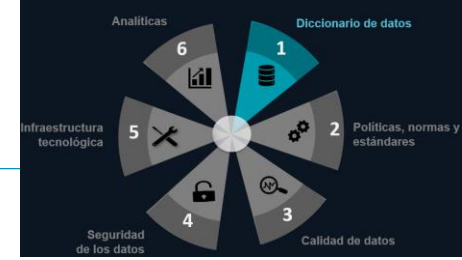 Analíticas
Diccionario de datos
6
1
Infraestructura
tecnológica
5
2
Políticas, normas y
estándares
4
3
Seguridad
de los datos
Calidad de datos